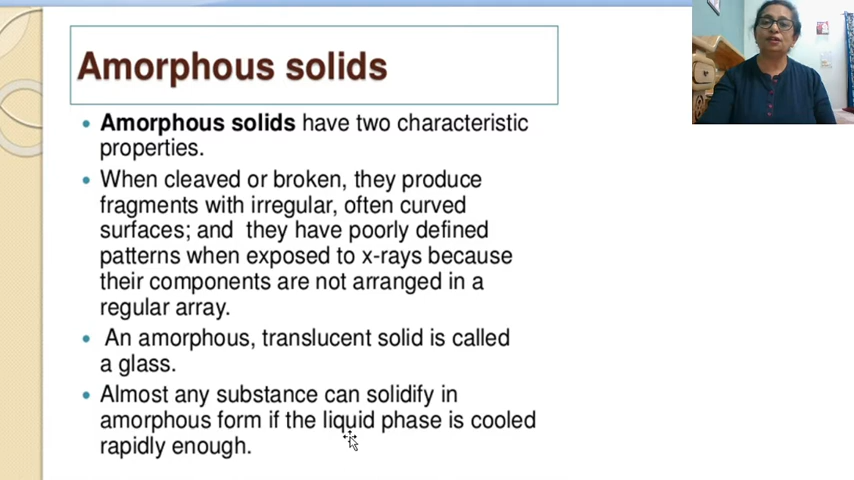 Amorphous solids
• Amorphous solids have two characteristic
properties.
• When cleaved or broken, they produce
fragments with irregular, often curved
surfaces; and they have poorly defined
patterns when exposed to x-rays because
their components are not arranged in a
regular array.
• An amorphous, translucent solid is called
a glass.
• Almost any substance can solidify in
amorphous form if the liquid phase is cooled
rapidly enough.